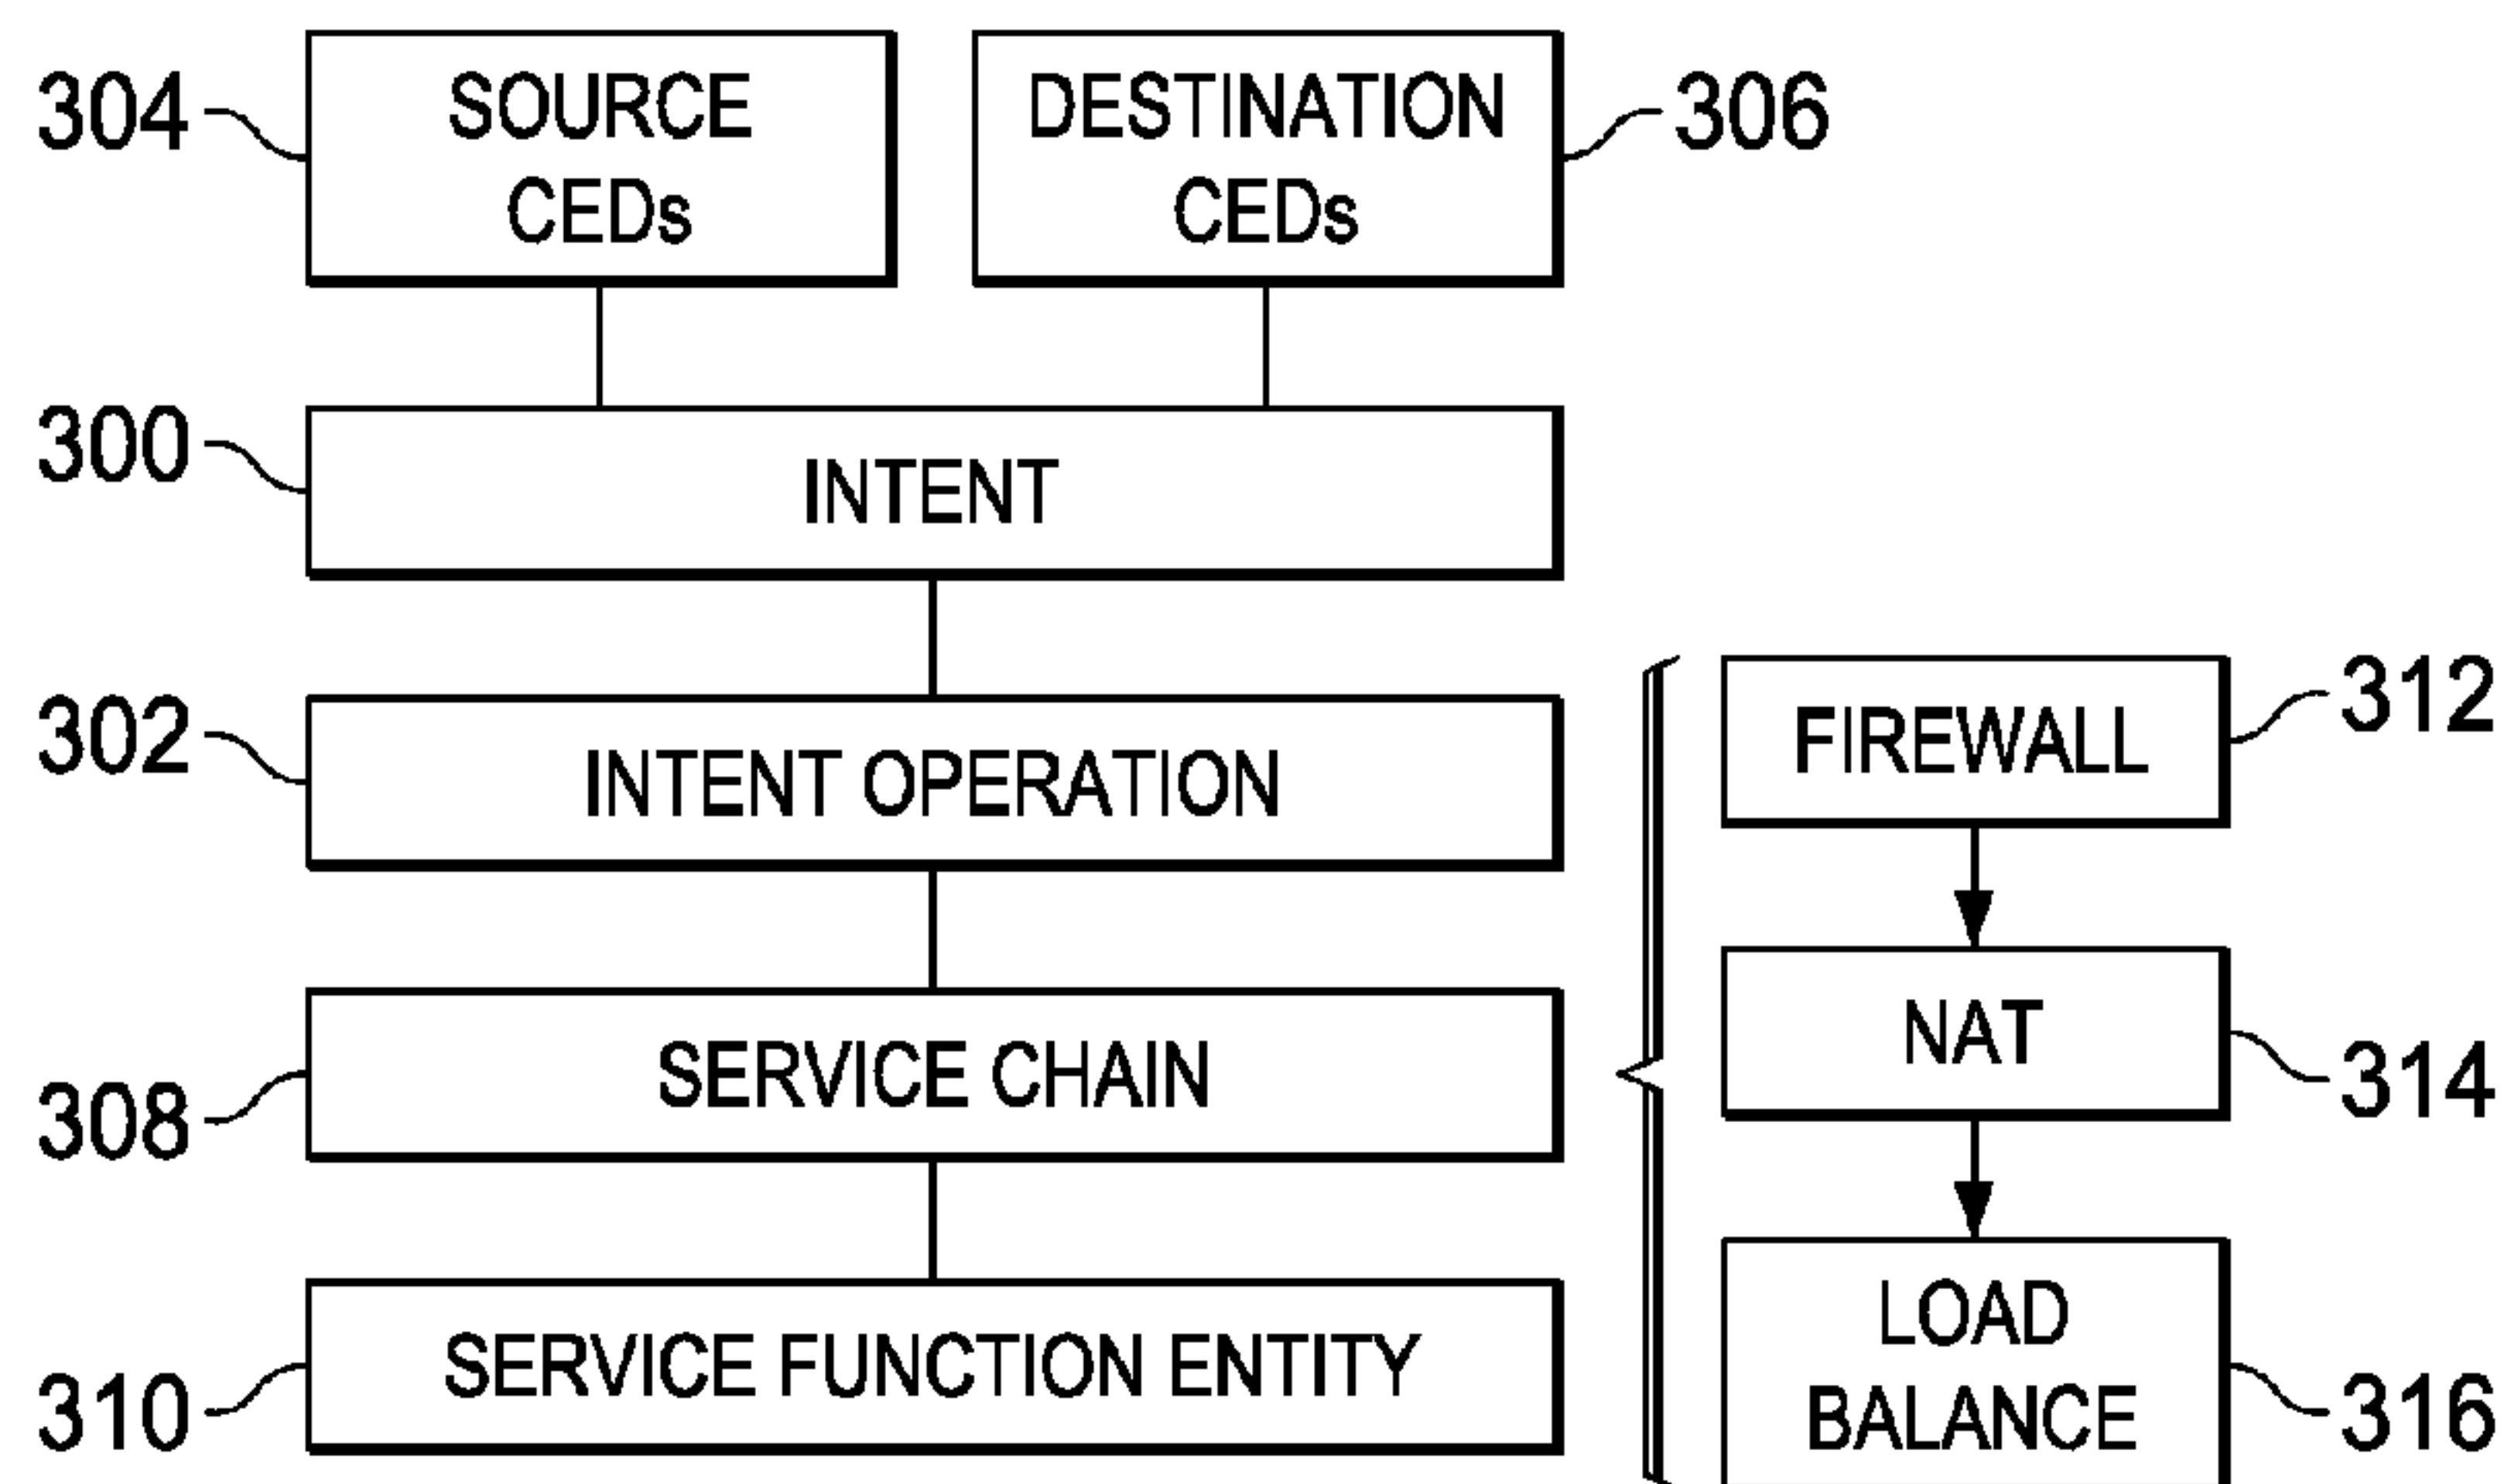 304
SOURCE
CEDs
DESTINATION
CEDs
306
300
INTENT
302
INTENT OPERATION
FIREWALL
312
308
SERVICE CHAIN
NAT
314
310
SERVICE FUNCTION ENTITY
LOAD
BALANCE
316